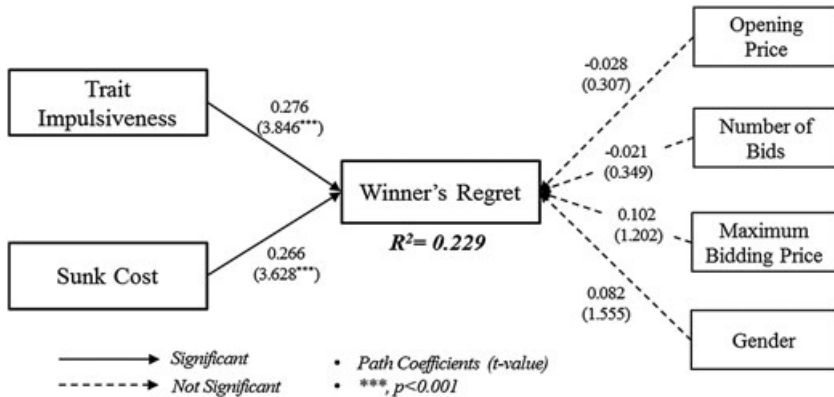 Trait
Impulsiveness
0.276
(3.846***)
Sunk Cost
0.266
(3.628***)
Winner's Regret
R²= 0.229
-0.028
(0.307)
Opening
Price
-0.021
(0.349)
Number of
Bids
0.102
(1.202)
Maximum
Bidding Price
0.082
(1.555)
Gender
Significant
Not Significant
• Path Coefficients (t-value)
• ***, p<0.001